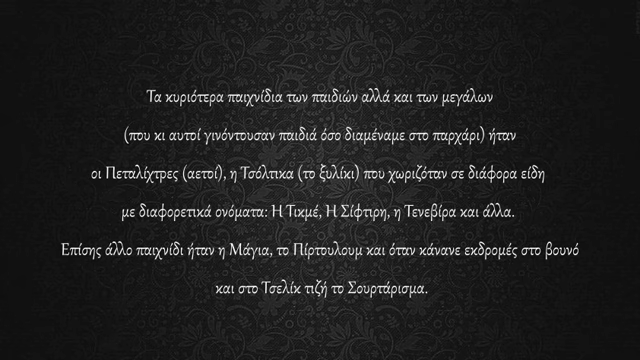 Τα κυριότερα παιχνίδια των παιδιών αλλά και των μεγάλων
(που κι αυτοί γινόντουσαν παιδιά όσο διαμέναμε στο παρχάρι) ήταν
οι Πεταλίχτρες (αετοί), η Τσόλτικα (το ξυλίκι) που χωριζόταν σε διάφορα είδη
με διαφορετικά ονόματα: Η Τικμέ, Η Σίφτιρη, η Τενεβίρα και άλλα.
Επίσης άλλο παιχνίδι ήταν η Μάγια, το Πίρτουλουμ και όταν κάνανε εκδρομές στο βουνό
και στο Τσελίκ τιζή το Σουρτάρισμα.